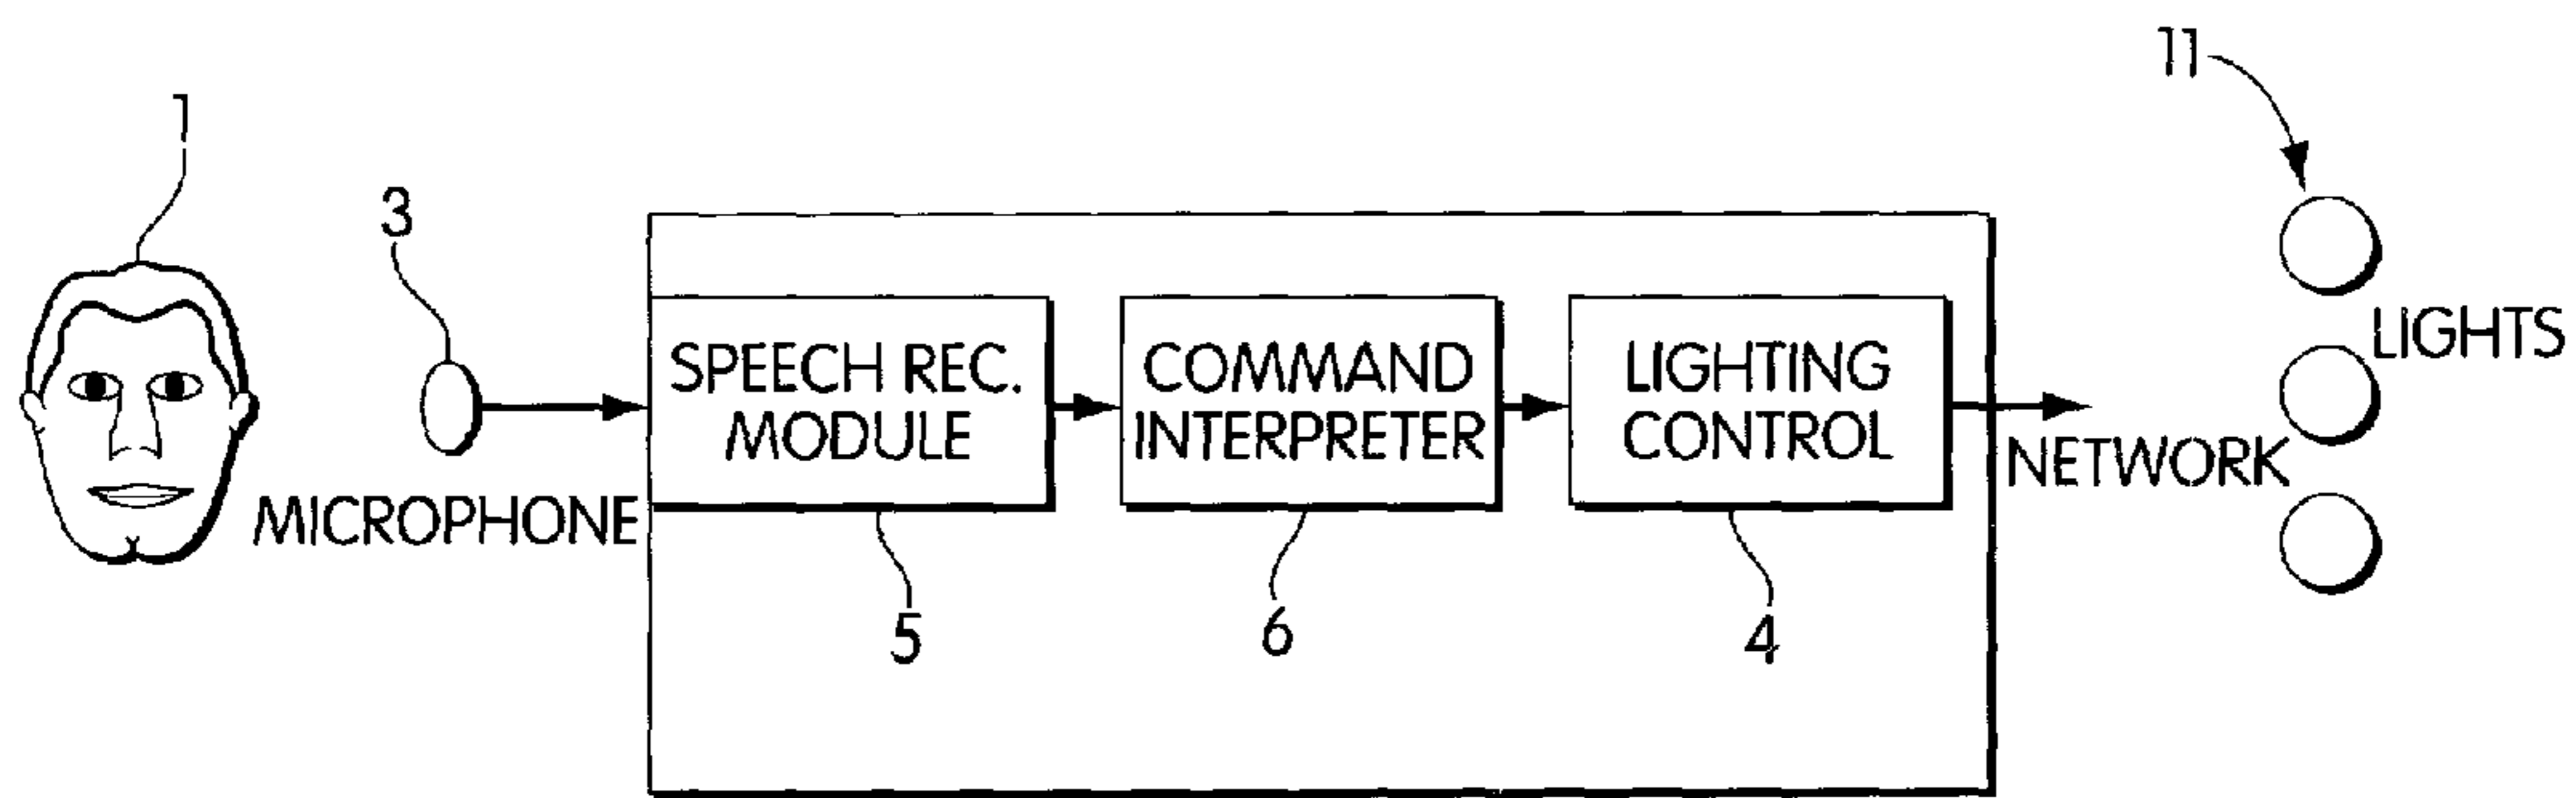 11
1
3
SPEECH REC.
MODULE
COMMAND
INTERPRETER
LIGHTING
CONTROL
LIGHTS
NETWORK
MICROPHONE
5
6
4